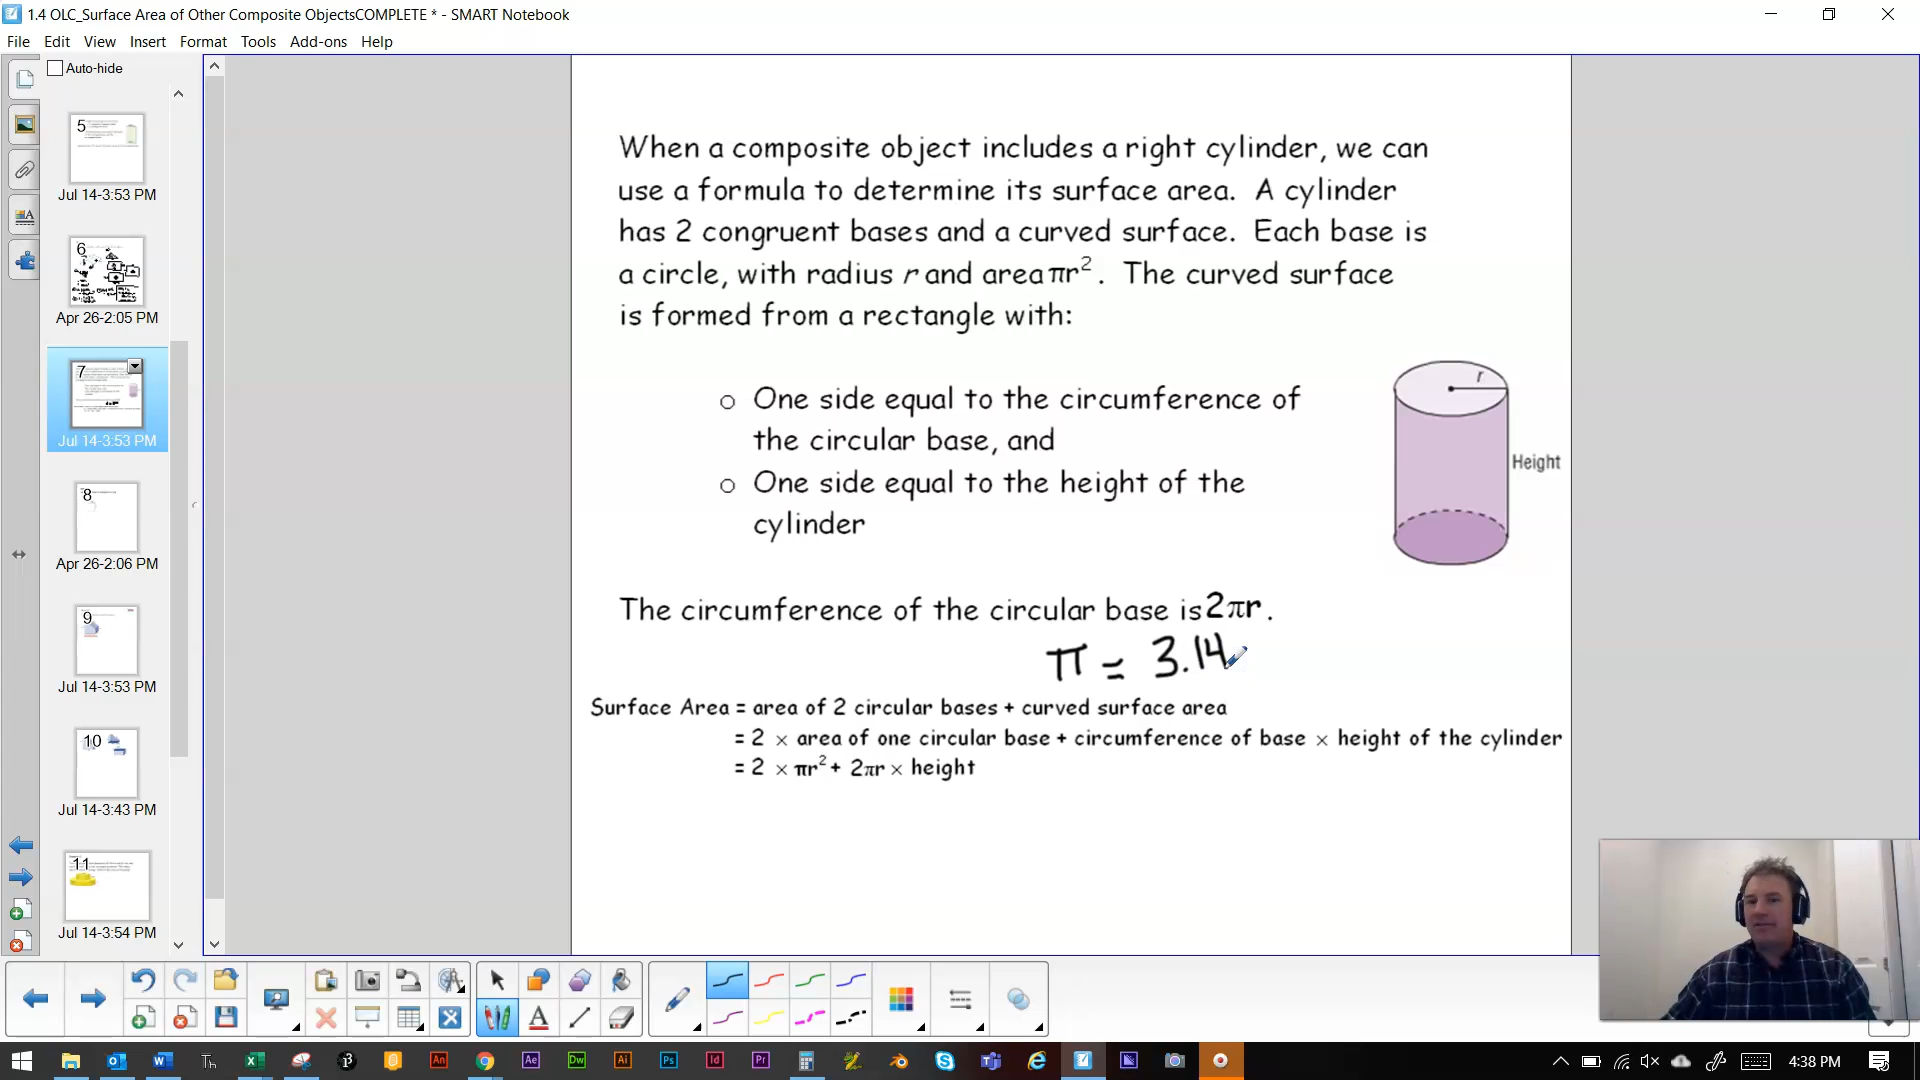 1.4 OLC_Surface Area of Other Composite ObjectsCOMPLETE * - SMART Notebook
File Edit View Insert Format Tools Add-ons Help
Auto-hide
5
Jul 14-3:53 PM
6
Apr 26-2:05 PM
7
Jul 14-3:53 PM
8
Apr 26-2:06 PM
9
Jul 14-3:53 PM
10
Jul 14-3:43 PM
11
Jul 14-3:54 PM
When a composite object includes a right cylinder, we can
use a formula to determine its surface area. A cylinder
has 2 congruent bases and a curved surface. Each base is
a circle, with radius r and area πr². The curved surface
is formed from a rectangle with:
o One side equal to the circumference of
the circular base, and
o One side equal to the height of the
cylinder
r
Height
The circumference of the circular base is 2πr.
π = 3.14
Surface Area = area of 2 circular bases + curved surface area
= 2 × area of one circular base + circumference of base × height of the cylinder
= 2 × πr² + 2πr × height
4:38 PM